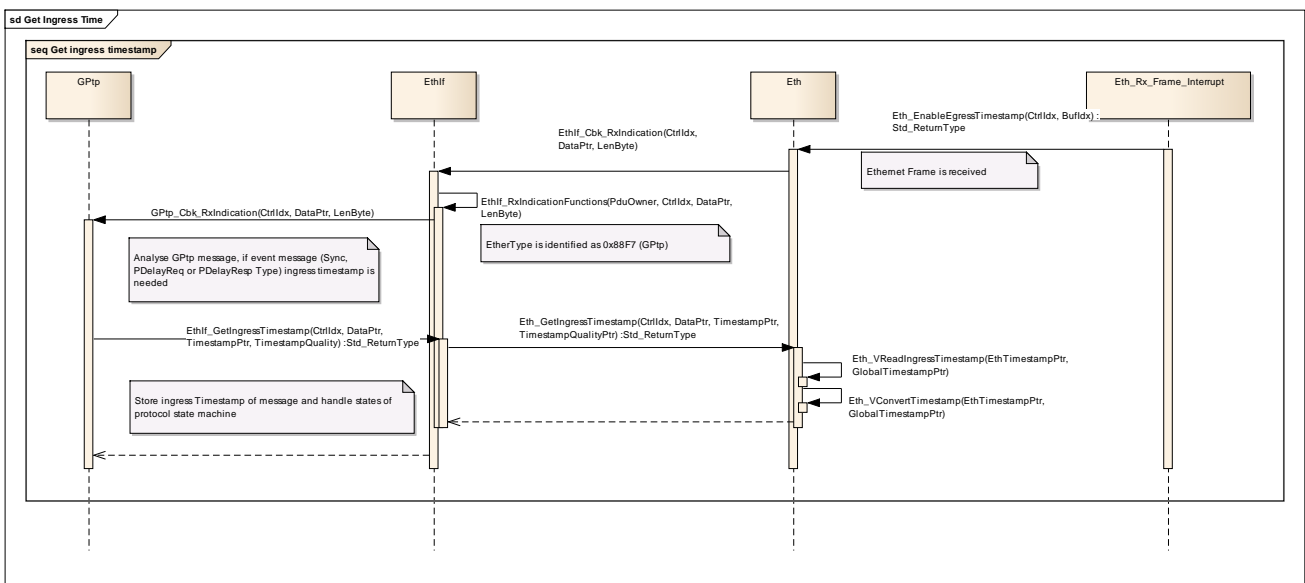 sd Get Ingress Time
seq Get ingress timestamp
GPtp
EthIf
Eth
Eth_Rx_Frame_Interrupt
Eth_EnableEgressTimestamp(CtrlIdx, BufIdx) :
Std_ReturnType
EthIf_Cbk_RxIndication(CtrlIdx,
DataPtr, LenByte)
Ethernet Frame is received
EthIf_RxIndicationFunctions(PduOwner, CtrlIdx, DataPtr,
LenByte)
GPtp_Cbk_RxIndication(CtrlIdx, DataPtr, LenByte)
EtherType is identified as 0x88F7 (GPtp)
Analyse GPtp message, if event message (Sync,
PDelayReq or PDelayResp Type) ingress timestamp is
needed
EthIf_GetIngressTimestamp(CtrlIdx, DataPtr,
TimestampPtr, TimestampQuality) :Std_ReturnType
Eth_GetIngressTimestamp(CtrlIdx, DataPtr, TimestampPtr,
TimestampQualityPtr) :Std_ReturnType
Eth_VReadIngressTimestamp(EthTimestampPtr,
GlobalTimestampPtr)
Store ingress Timestamp of message and handle states of
protocol state machine
Eth_VConvertTimestamp(EthTimestampPtr,
GlobalTimestampPtr)